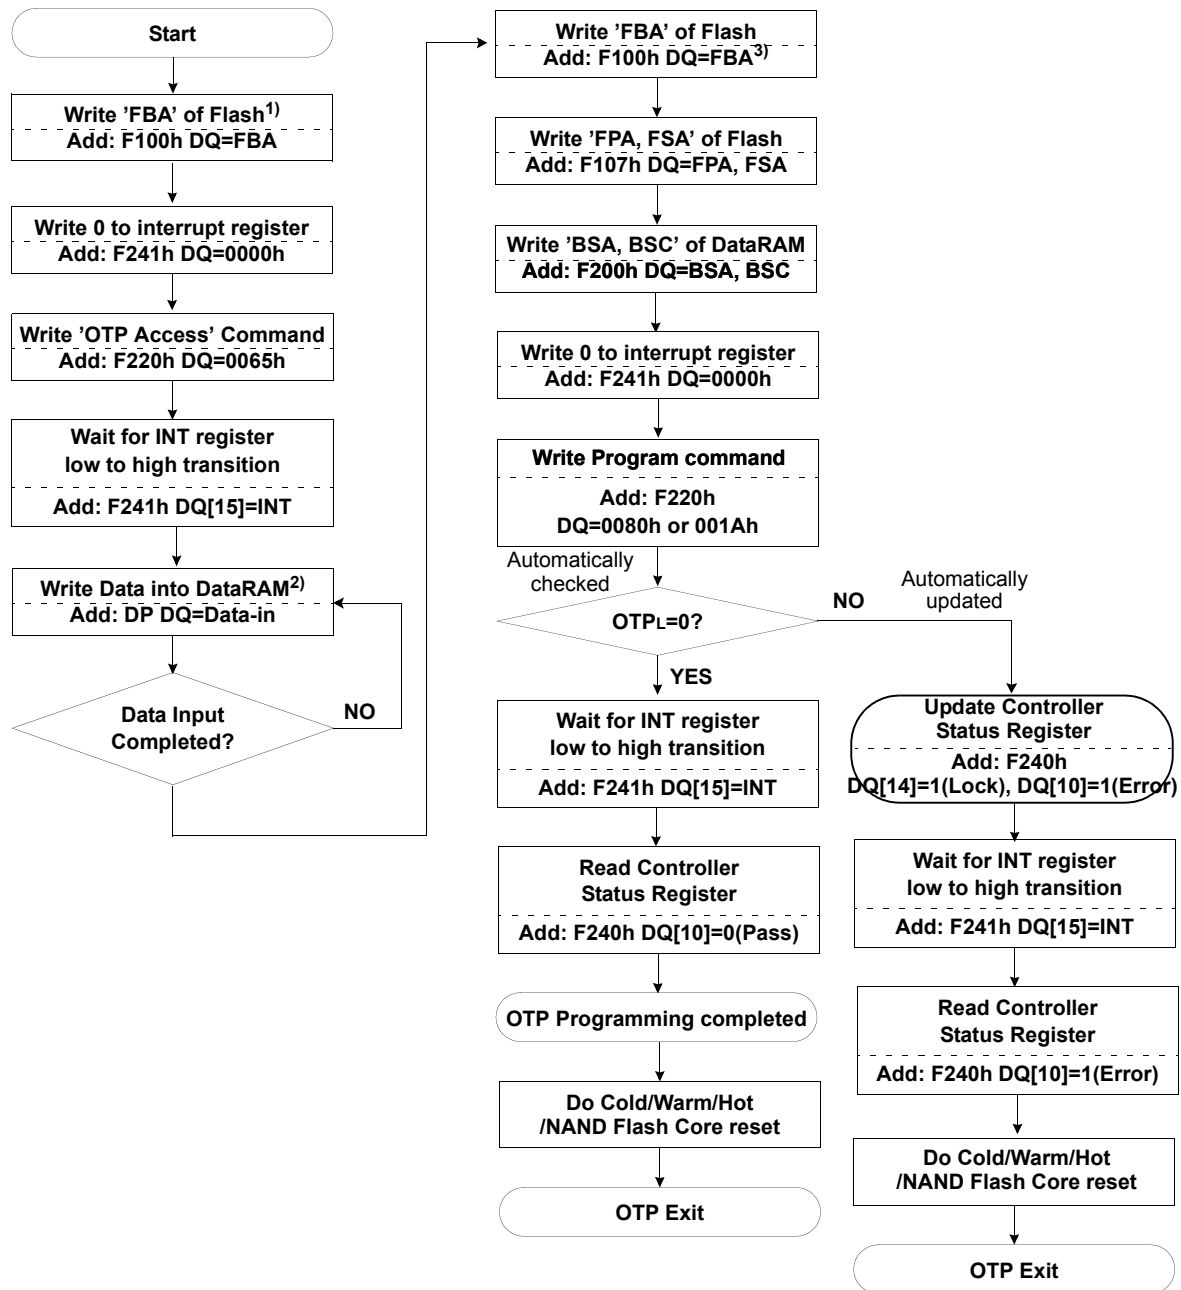 Start
Write ’FBA’ of Flash1)
Add: F100h DQ=FBA
Write 0 to interrupt register
Add: F241h DQ=0000h
Write ’OTP Access’ Command
Add: F220h DQ=0065h
Wait for INT register
low to high transition
Add: F241h DQ[15]=INT
Write Data into DataRAM2)
Add: DP DQ=Data-in
Data Input
Completed?
NO
Write ’FBA’ of Flash
Add: F100h DQ=FBA3)
Write ’FPA, FSA’ of Flash
Add: F107h DQ=FPA, FSA
Write ’BSA, BSC’ of DataRAM
Add: F200h DQ=BSA, BSC
Write 0 to interrupt register
Add: F241h DQ=0000h
Write Program command
Add: F220h
DQ=0080h or 001Ah
Automatically
checked
OTPL=0?
YES
Wait for INT register
low to high transition
Add: F241h DQ[15]=INT
Read Controller
Status Register
Add: F240h DQ[10]=0(Pass)
OTP Programming completed
Do Cold/Warm/Hot
/NAND Flash Core reset
OTP Exit
NO
Automatically
updated
Update Controller
Status Register
Add: F240h
DQ[14]=1(Lock), DQ[10]=1(Error)
Wait for INT register
low to high transition
Add: F241h DQ[15]=INT
Read Controller
Status Register
Add: F240h DQ[10]=1(Error)
Do Cold/Warm/Hot
/NAND Flash Core reset
OTP Exit